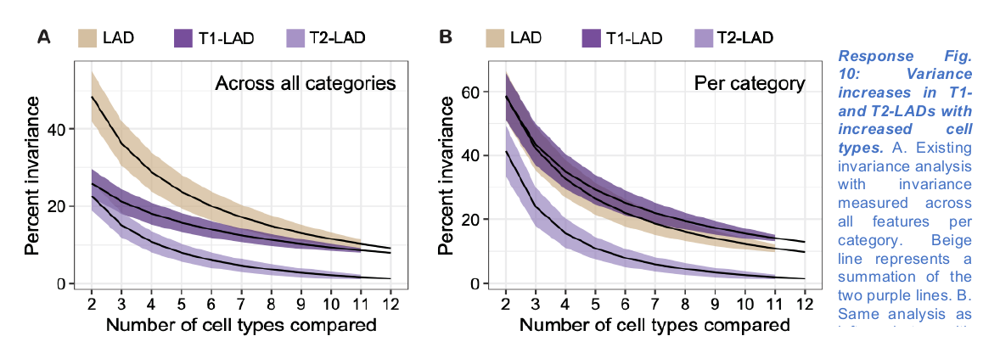 A LAD T1-LAD T2-LAD
Across all categories
Percent invariance
40
20
0
2 3 4 5 6 7 8 9 10 11 12
Number of cell types compared
B LAD T1-LAD T2-LAD
Per category
Percent invariance
60
40
20
0
2 3 4 5 6 7 8 9 10 11 12
Number of cell types compared
Response Fig.
10: Variance
increases in T1-
and T2-LADs with
increased cell
types. A. Existing
invariance analysis
with invariance
measured across
all features per
category. Beige
line represents a
summation of the
two purple lines. B.
Same analysis as